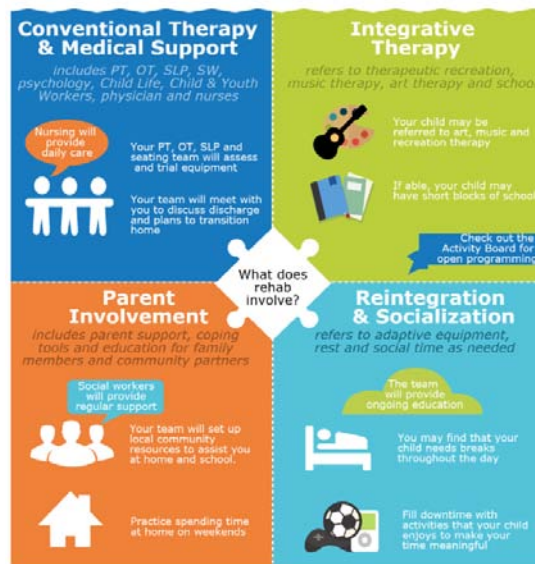 Conventional Therapy
& Medical Support
includes PT, OT, SLP, SW,
psychology, Child Life, Child & Youth
Workers, physician and nurses
Nursing will
provide
daily care
Your PT, OT, SLP and
seating team will assess
and trial equipment
Your team will meet with
you to discuss discharge
and plans to transition
home
Integrative
Therapy
refers to therapeutic recreation,
music therapy, art therapy and school
Your child may be
referred to art, music and
recreation therapy
If able, your child may
have short blocks of school
Check out the
Activity Board for
open programming
What does
rehab
involve?
Parent
Involvement
includes parent support, coping
tools and education for family
members and community partners
Social workers
will provide
regular support
Your team will set up
local community
resources to assist you
at home and school.
Practice spending time
at home on weekends
Reintegration
& Socialization
refers to adaptive equipment,
rest and social time as needed
The team
will provide
ongoing education
You may find that your
child needs breaks
throughout the day
Fill downtime with
activities that your child
enjoys to make your
time meaningful